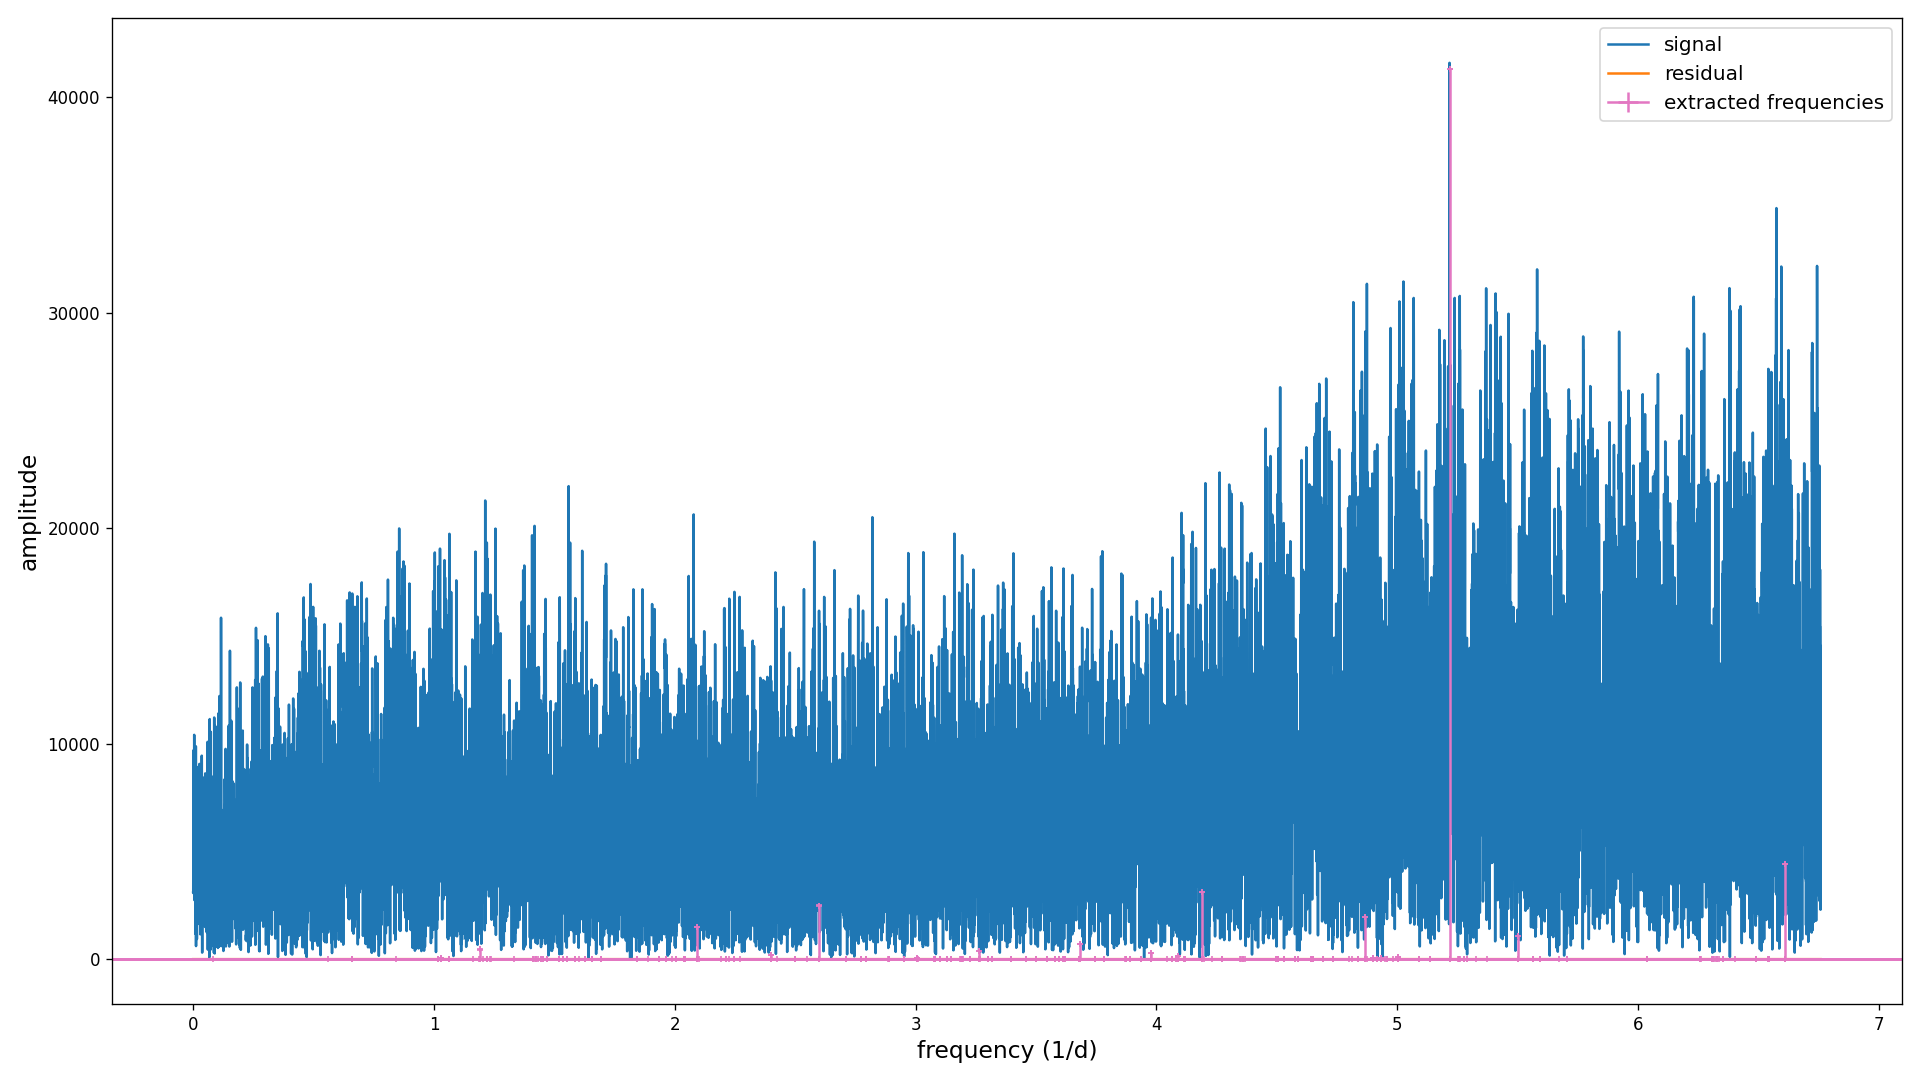 signal
residual
extracted frequencies
amplitude
40000
30000
20000
10000
0
0 1 2 3 4 5 6 7
frequency (1/d)